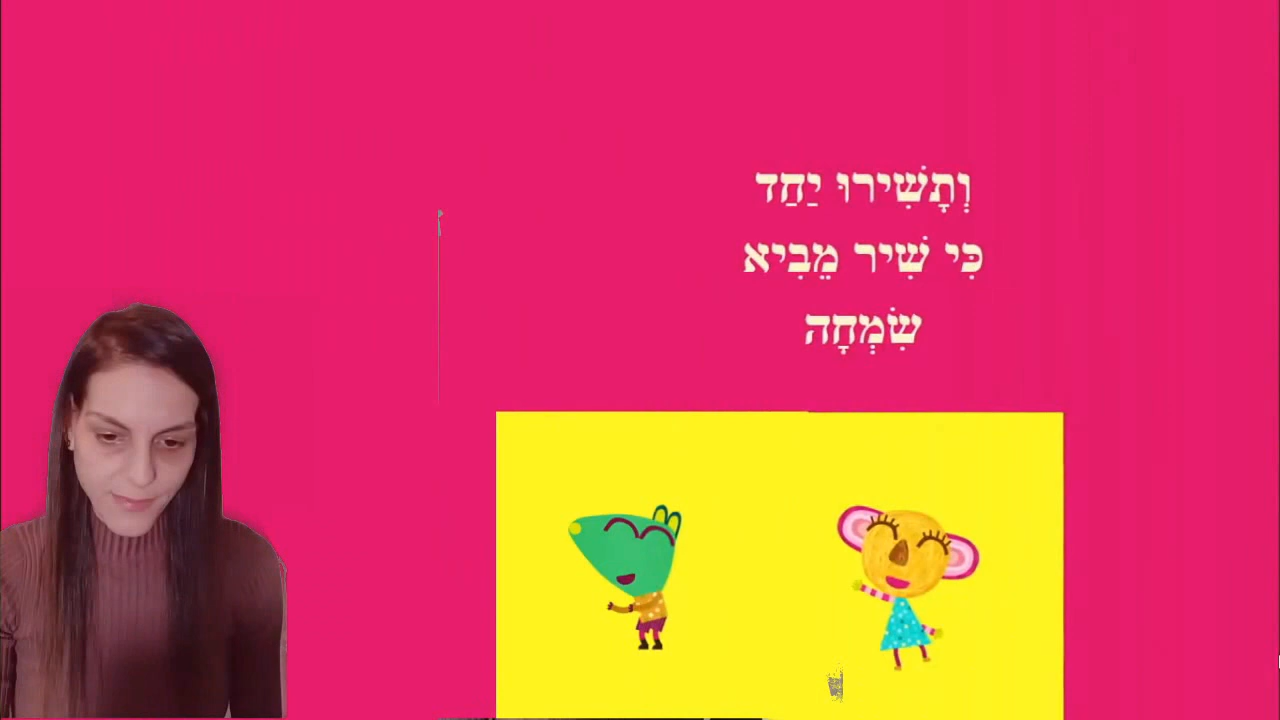 וְתָשִׁירוּ יַחַד
כִּי שִׁיר מֵבִיא
שִׂמְחָה